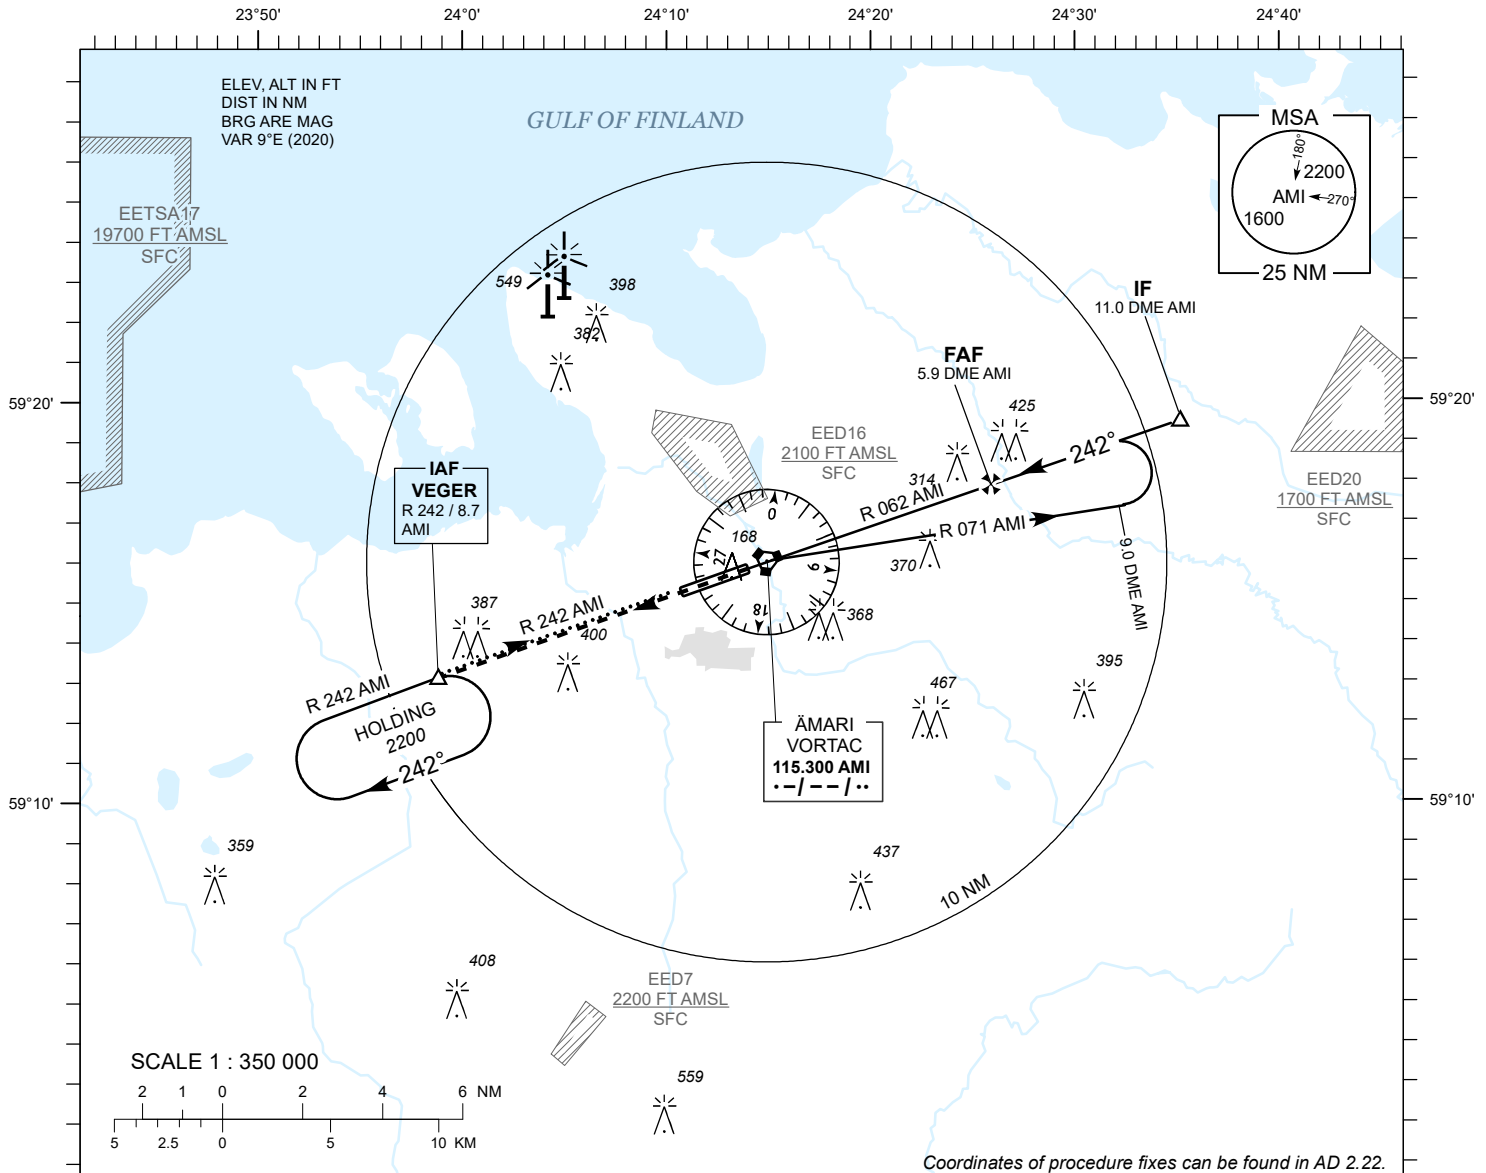 23°50'
24°0'
24°10'
24°20'
24°30'
24°40'
ELEV, ALT IN FT
DIST IN NM
BRG ARE MAG
VAR 9°E (2020)
GULF OF FINLAND
MSA
180°
2200
AMI
270°
1600
25 NM
EETSA17
19700 FT AMSL
SFC
549
398
382
IF
11.0 DME AMI
FAF
5.9 DME AMI
59°20'
59°20'
425
EED16
2100 FT AMSL
SFC
314
242°
EED20
1700 FT AMSL
SFC
IAF
VEGER
R 242 / 8.7
AMI
R 062 AMI
R 071 AMI
0
9
18
27
168
370
9.0 DME AMI
387
R 242 AMI
400
368
395
R 242 AMI
HOLDING
2200
242°
467
ÄMARI
VORTAC
115.300 AMI
·–/––/··
59°10'
59°10'
359
437
10 NM
408
EED7
2200 FT AMSL
SFC
SCALE 1 : 350 000
2 1 0 2 4 6 NM
5 2.5 0 5 10 KM
559
Coordinates of procedure fixes can be found in AD 2.22.